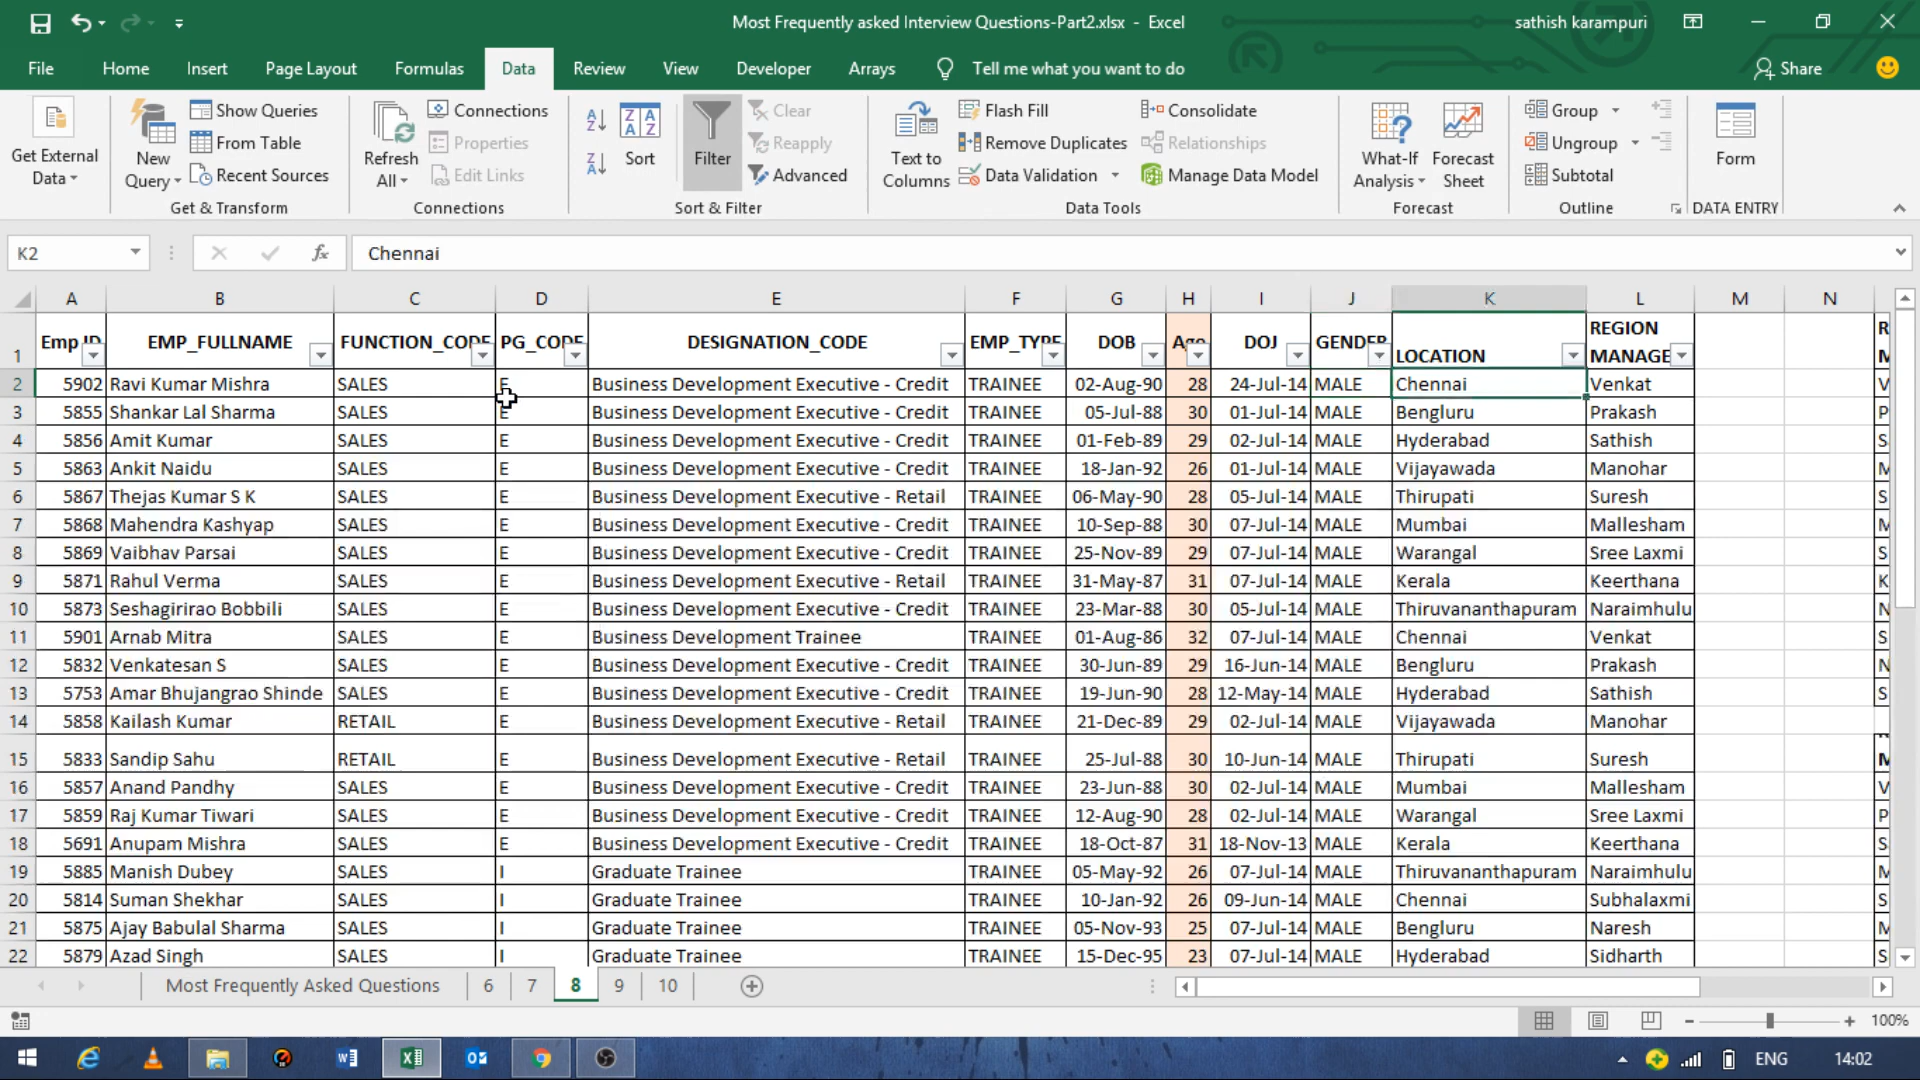 Most Frequently asked Interview Questions-Part2.xlsx - Excel
sathish karampuri
File Home Insert Page Layout Formulas Data Review View Developer Arrays Tell me what you want to do Share
Get External Data
New Query
Show Queries
From Table
Recent Sources
Get & Transform
Refresh All
Connections
Properties
Edit Links
Connections
Sort
Filter
Clear
Reapply
Advanced
Sort & Filter
Text to Columns
Flash Fill
Remove Duplicates
Data Validation
Consolidate
Relationships
Manage Data Model
Data Tools
What-If Analysis
Forecast Sheet
Forecast
Group
Ungroup
Subtotal
Outline
Form
DATA ENTRY
K2 fx Chennai
A B C D E F G H I J K L M N
1 Emp ID EMP_FULLNAME FUNCTION_CODE PG_CODE DESIGNATION_CODE EMP_TYPE DOB Age DOJ GENDER LOCATION REGION MANAGE R M
2 5902 Ravi Kumar Mishra SALES E Business Development Executive - Credit TRAINEE 02-Aug-90 28 24-Jul-14 MALE Chennai Venkat V
3 5855 Shankar Lal Sharma SALES E Business Development Executive - Credit TRAINEE 05-Jul-88 30 01-Jul-14 MALE Bengluru Prakash P
4 5856 Amit Kumar SALES E Business Development Executive - Credit TRAINEE 01-Feb-89 29 02-Jul-14 MALE Hyderabad Sathish S
5 5863 Ankit Naidu SALES E Business Development Executive - Credit TRAINEE 18-Jan-92 26 01-Jul-14 MALE Vijayawada Manohar M
6 5867 Thejas Kumar S K SALES E Business Development Executive - Retail TRAINEE 06-May-90 28 05-Jul-14 MALE Thirupati Suresh S
7 5868 Mahendra Kashyap SALES E Business Development Executive - Credit TRAINEE 10-Sep-88 30 07-Jul-14 MALE Mumbai Mallesham M
8 5869 Vaibhav Parsai SALES E Business Development Executive - Credit TRAINEE 25-Nov-89 29 07-Jul-14 MALE Warangal Sree Laxmi S
9 5871 Rahul Verma SALES E Business Development Executive - Retail TRAINEE 31-May-87 31 07-Jul-14 MALE Kerala Keerthana K
10 5873 Seshagirirao Bobbili SALES E Business Development Executive - Credit TRAINEE 23-Mar-88 30 05-Jul-14 MALE Thiruvananthapuram Naraimhulu N
11 5901 Arnab Mitra SALES E Business Development Trainee TRAINEE 01-Aug-86 32 07-Jul-14 MALE Chennai Venkat S
12 5832 Venkatesan S SALES E Business Development Executive - Credit TRAINEE 30-Jun-89 29 16-Jun-14 MALE Bengluru Prakash N
13 5753 Amar Bhujangrao Shinde SALES E Business Development Executive - Credit TRAINEE 19-Jun-90 28 12-May-14 MALE Hyderabad Sathish S
14 5858 Kailash Kumar RETAIL E Business Development Executive - Retail TRAINEE 21-Dec-89 29 02-Jul-14 MALE Vijayawada Manohar
15 5833 Sandip Sahu RETAIL E Business Development Executive - Retail TRAINEE 25-Jul-88 30 10-Jun-14 MALE Thirupati Suresh M
16 5857 Anand Pandhy SALES E Business Development Executive - Credit TRAINEE 23-Jun-88 30 02-Jul-14 MALE Mumbai Mallesham V
17 5859 Raj Kumar Tiwari SALES E Business Development Executive - Credit TRAINEE 12-Aug-90 28 02-Jul-14 MALE Warangal Sree Laxmi P
18 5691 Anupam Mishra SALES E Business Development Executive - Credit TRAINEE 18-Oct-87 31 18-Nov-13 MALE Kerala Keerthana S
19 5885 Manish Dubey SALES I Graduate Trainee TRAINEE 05-May-92 26 07-Jul-14 MALE Thiruvananthapuram Naraimhulu M
20 5814 Suman Shekhar SALES I Graduate Trainee TRAINEE 10-Jan-92 26 09-Jun-14 MALE Chennai Subhalaxmi S
21 5875 Ajay Babulal Sharma SALES I Graduate Trainee TRAINEE 05-Nov-93 25 07-Jul-14 MALE Bengluru Naresh M
22 5879 Azad Singh SALES I Graduate Trainee TRAINEE 15-Dec-95 23 07-Jul-14 MALE Hyderabad Sidharth S
Most Frequently Asked Questions 6 7 8 9 10
100%
ENG 14:02